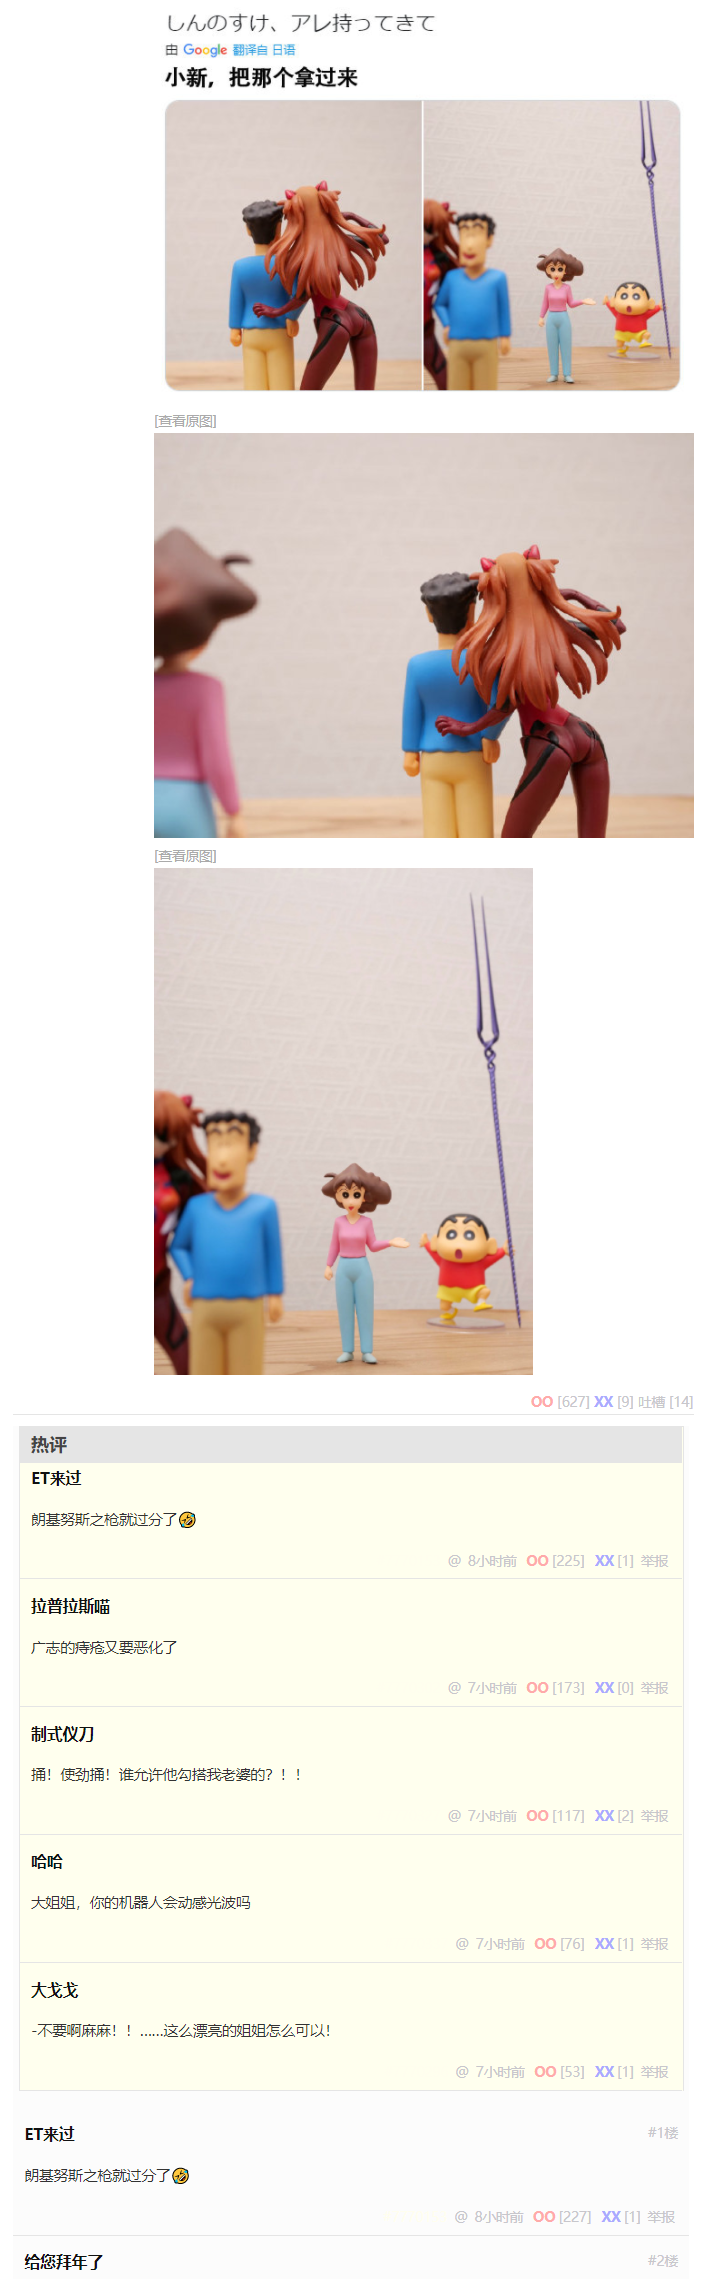 しんのすけ、アレ持ってきて
由 Google 翻译自 日语
小新，把那个拿过来
[查看原图]
[查看原图]
OO [627] XX [9] 吐槽 [14]
热评
ET来过
朗基努斯之枪就过分了🤣
@ 8小时前 OO [225] XX [1] 举报
拉普拉斯喵
广志的痔疮又要恶化了
@ 7小时前 OO [173] XX [0] 举报
制式仪刀
捅！使劲捅！谁允许他勾搭我老婆的？！！
@ 7小时前 OO [117] XX [2] 举报
哈哈
大姐姐，你的机器人会动感光波吗
@ 7小时前 OO [76] XX [1] 举报
大戈戈
-不要啊麻麻！！……这么漂亮的姐姐怎么可以！
@ 7小时前 OO [53] XX [1] 举报
ET来过 #1楼
朗基努斯之枪就过分了🤣
@ 8小时前 OO [227] XX [1] 举报
给您拜年了 #2楼